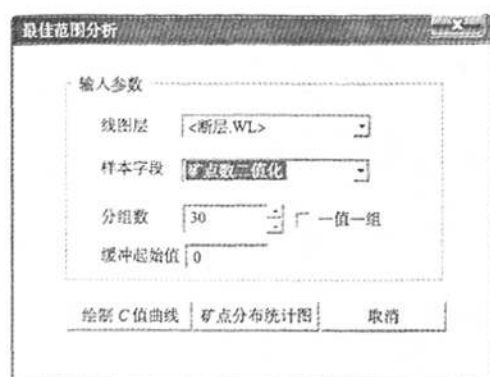 最佳范围分析
输入参数
线图层 <断层.WL>
样本字段 矿点数二值化
分组数 30 一值一组
缓冲起始值 0
绘制C值曲线 矿点分布统计图 取消